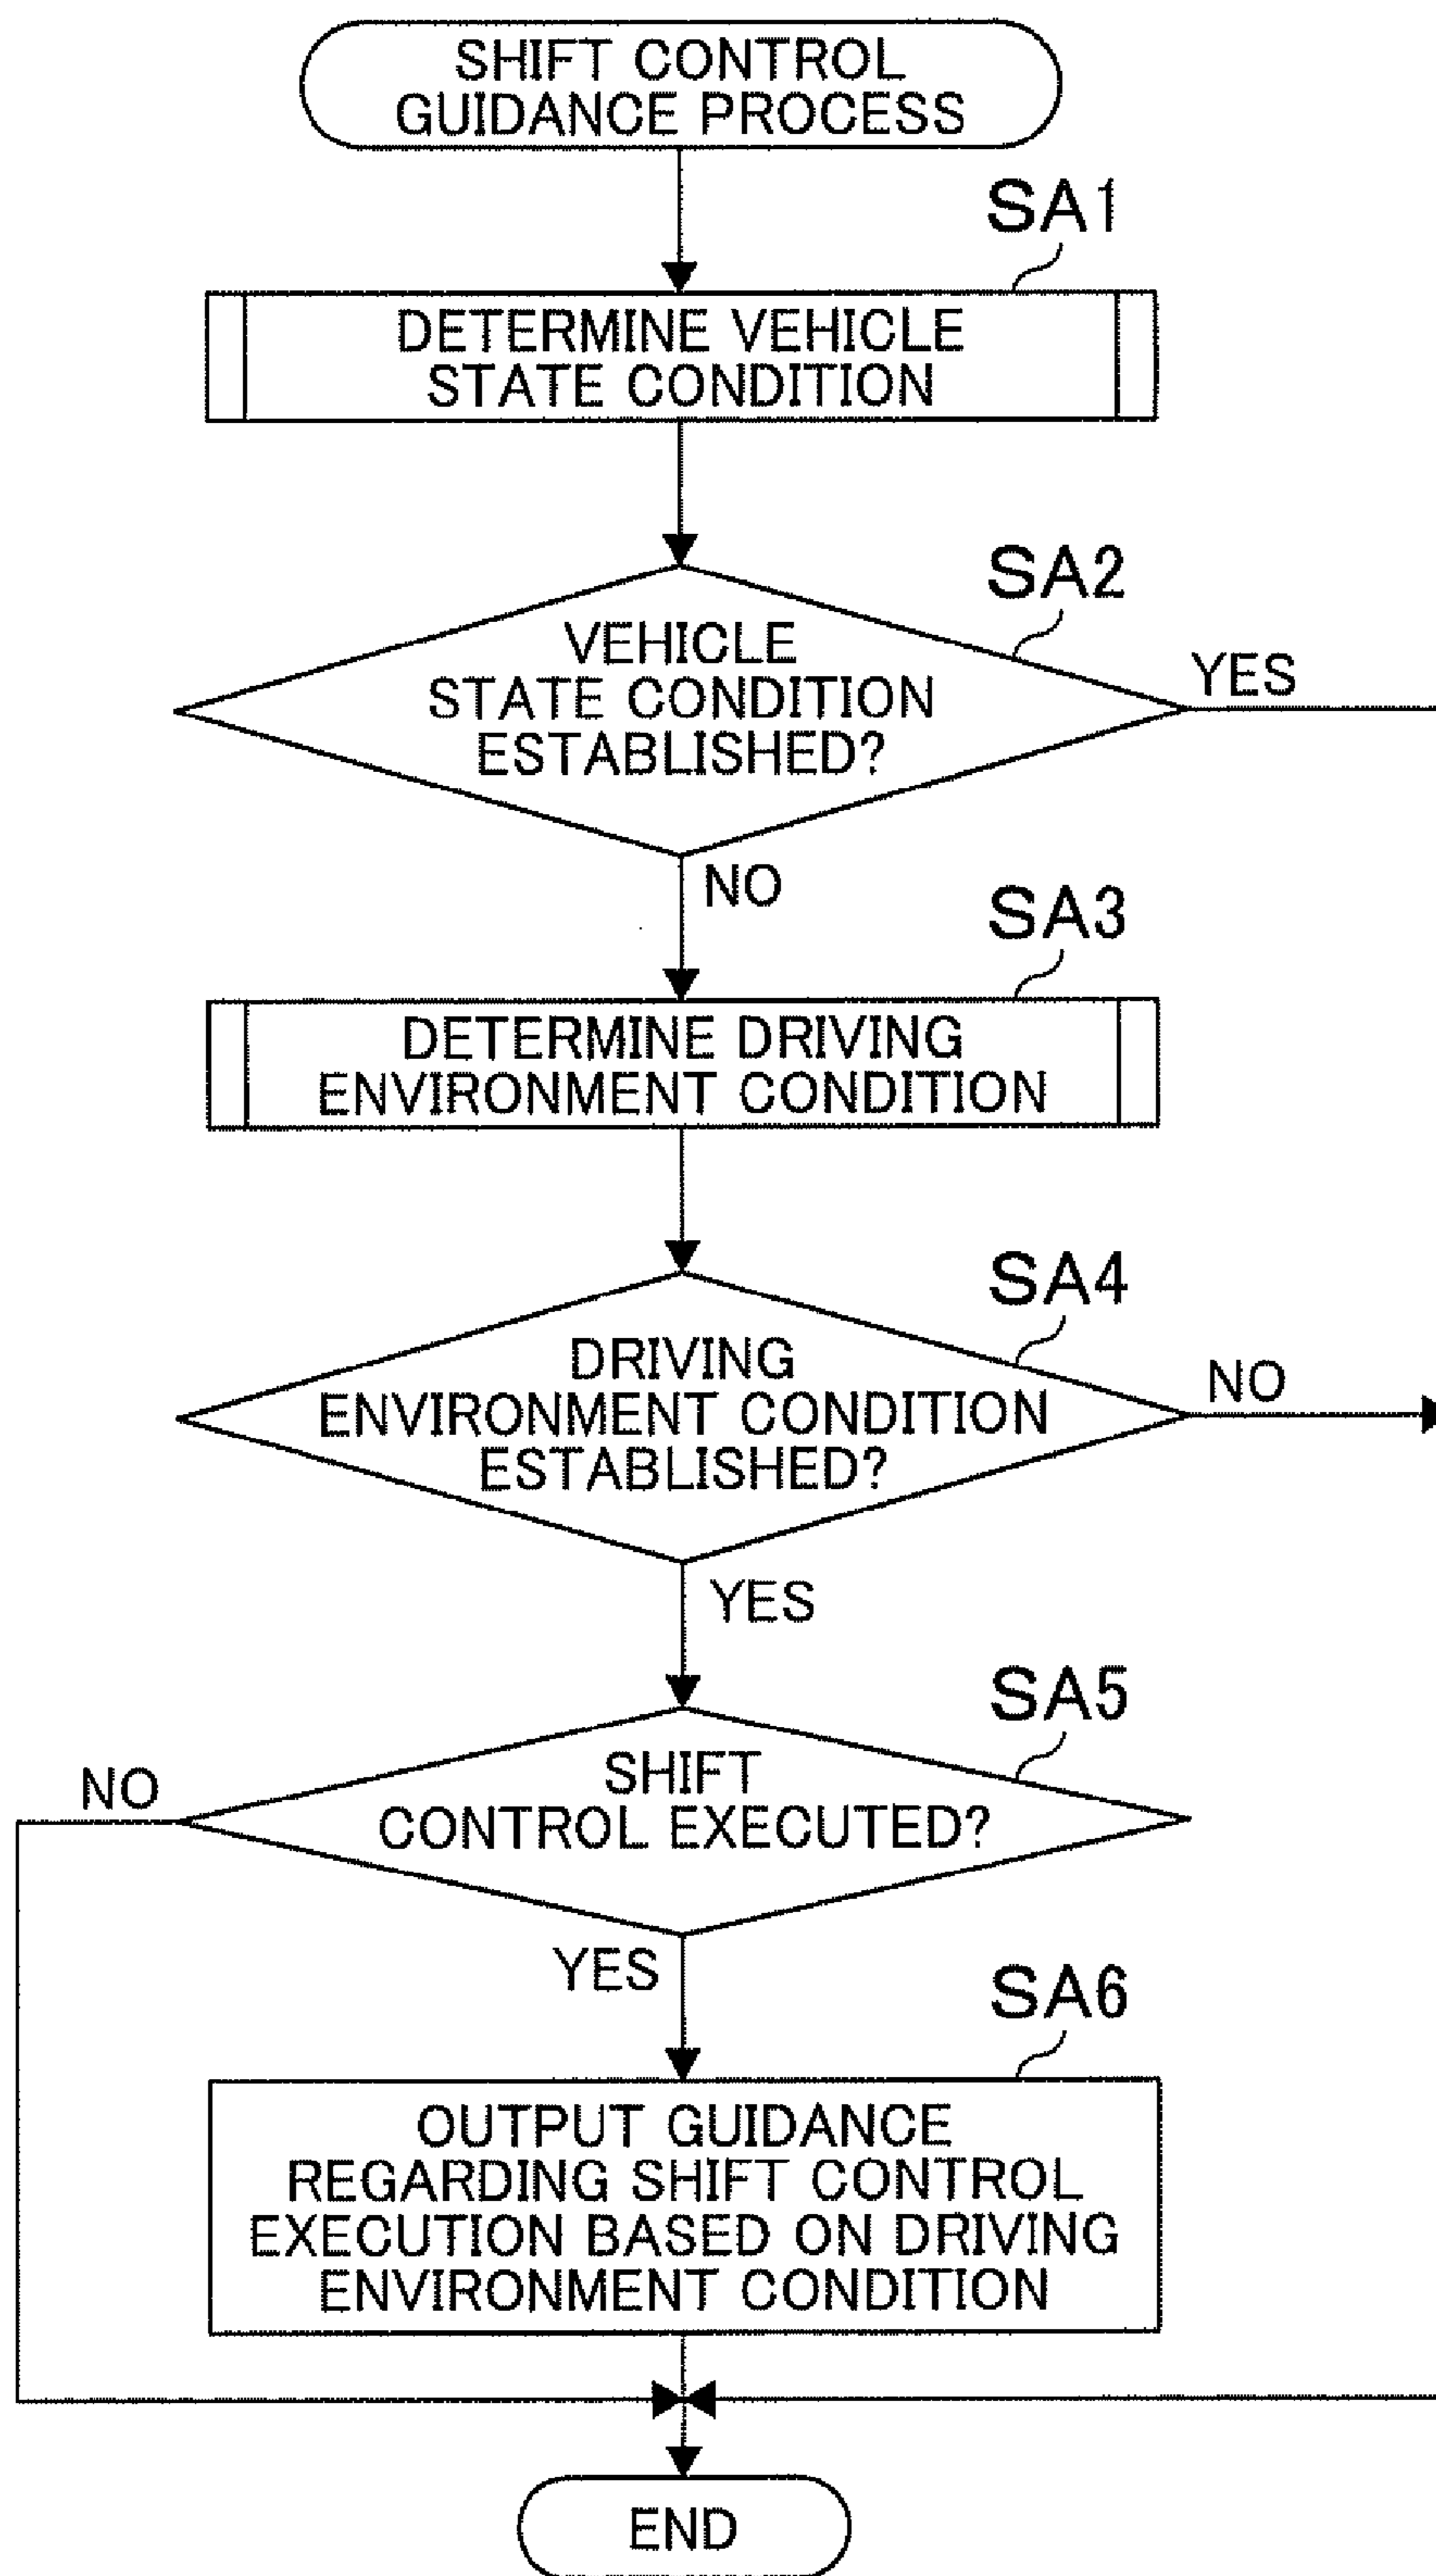 SHIFT CONTROL
GUIDANCE PROCESS
SA1
DETERMINE VEHICLE
STATE CONDITION
SA2
VEHICLE
STATE CONDITION
ESTABLISHED?
YES
NO
SA3
DETERMINE DRIVING
ENVIRONMENT CONDITION
SA4
DRIVING
ENVIRONMENT CONDITION
ESTABLISHED?
NO
YES
SA5
SHIFT
CONTROL EXECUTED?
NO
YES
SA6
OUTPUT GUIDANCE
REGARDING SHIFT CONTROL
EXECUTION BASED ON DRIVING
ENVIRONMENT CONDITION
END